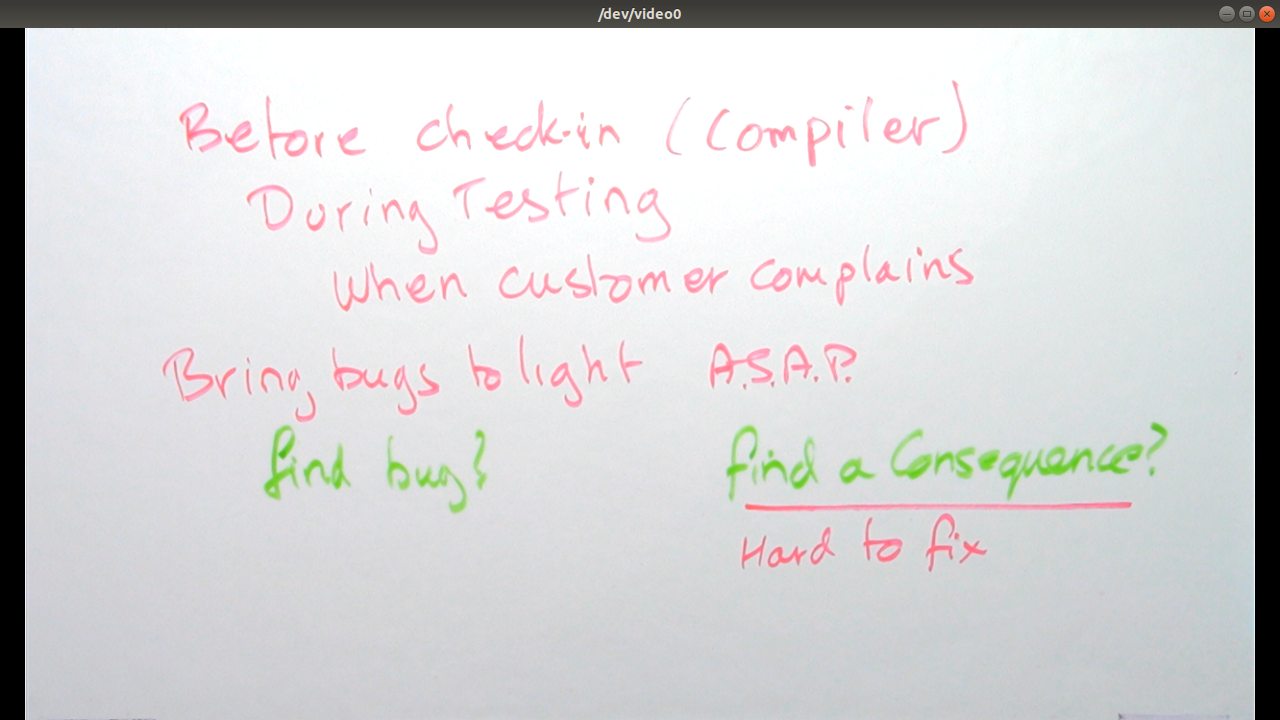 /dev/video0
Before check-in (Compiler)
During Testing
When customer complains
Bring bugs to light A.S.A.P.
find bug? find a Consequence?
Hard to fix